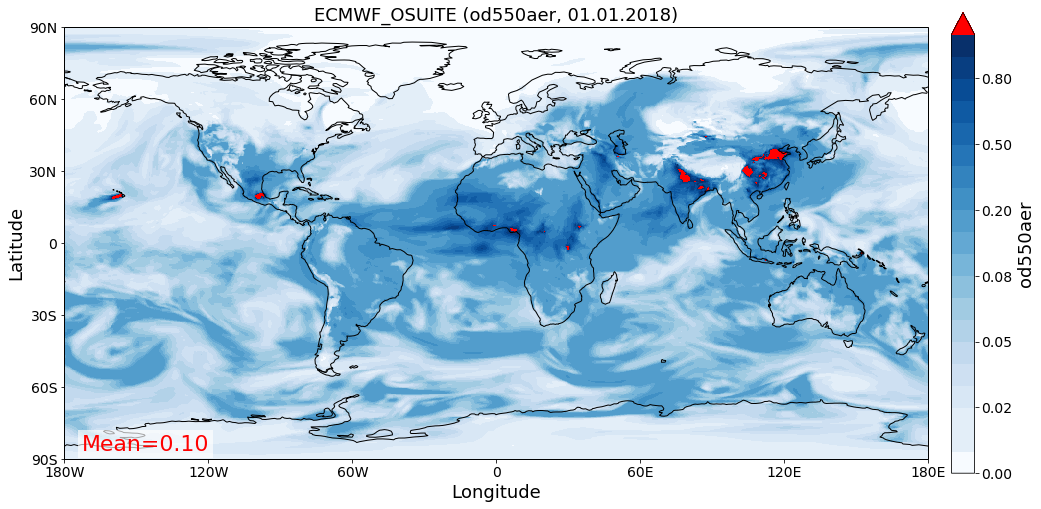 ECMWF_OSUITE (od550aer, 01.01.2018)
90N
60N
30N
0
30S
60S
90S
Latitude
Mean=0.10
180W
120W
60W
0
60E
120E
180E
Longitude
0.80
0.50
0.20
0.08
0.05
0.02
0.00
od550aer